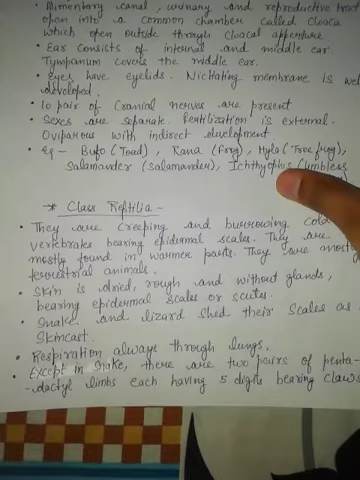 • Alimentary canal, urinary and reproductive tract
open into a common chamber called Cloaca
which open outside through cloacal apperture.
• Ear consists of internal and middle ear.
Tympanum covers the middle ear.
• eyes have eyelids. Nictiating membrane is well
developed.
• 10 pair of Cranial nerves are present
• Sexes are separate. fertilization is external.
Oviparous with indirect development
• Eg - Bufo (Toad), Rana (frog), Hyla (Tree frog),
Salamander (Salamander), Ichthyophis (Limbless
* Class Reptilia -
• They are creeping and burrowing cold
vertebrates bearing epidermal scales. They are
mostly found in warmer parts. They are mostly
terrestrial animals.
• Skin is dried, rough and without glands,
bearing epidermal scales or scutes.
• Snake and lizard shed their scales as
Skincast.
• Respiration always through lungs.
• Except in snake, there are two pairs of penta-
-dactyl limbs each having 5 digits bearing claws